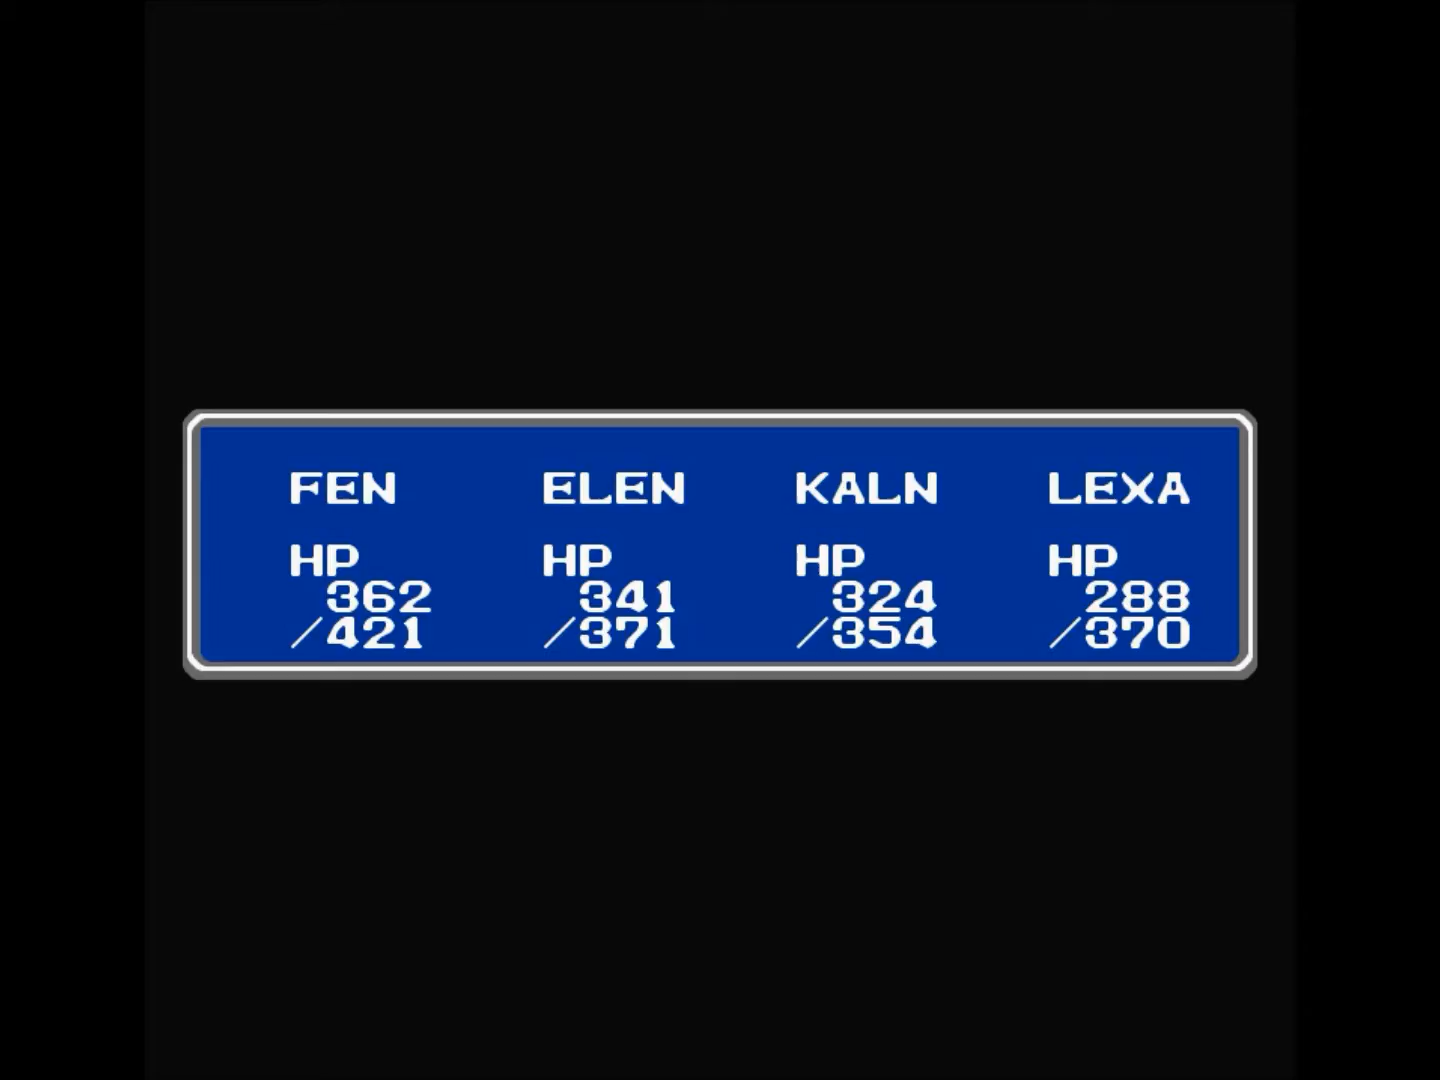 FEN ELEN KALN LEXA
HP HP HP HP
362 341 324 288
/421 /371 /354 /370